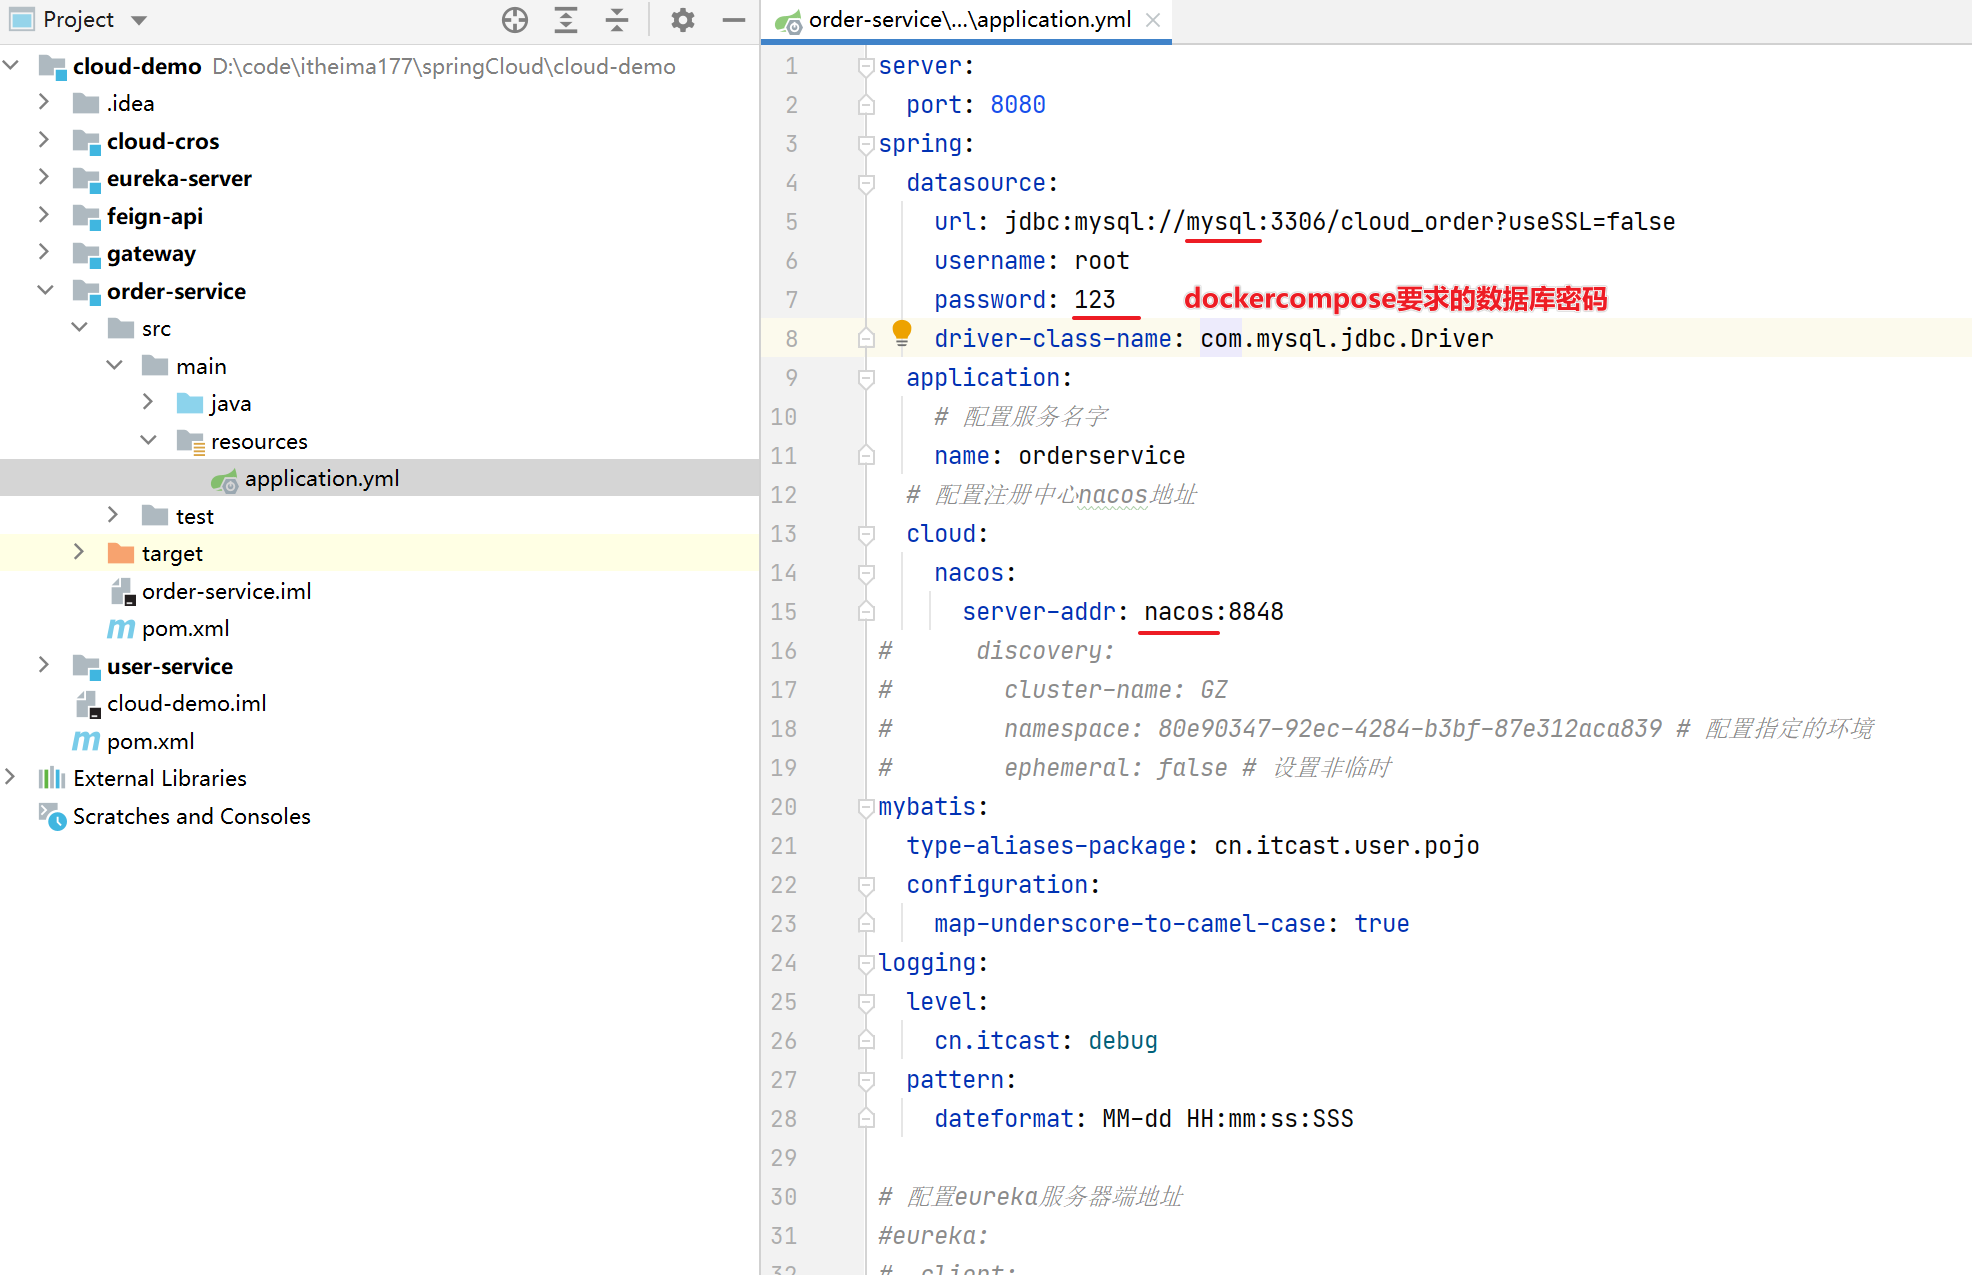 Project
order-service\...\application.yml
cloud-demo D:\code\itheima177\springCloud\cloud-demo
.idea
cloud-cros
eureka-server
feign-api
gateway
order-service
src
main
java
resources
application.yml
test
target
order-service.iml
pom.xml
user-service
cloud-demo.iml
pom.xml
External Libraries
Scratches and Consoles
1 server:
2 port: 8080
3 spring:
4 datasource:
5 url: jdbc:mysql://mysql:3306/cloud_order?useSSL=false
6 username: root
7 password: 123 dockercompose要求的数据库密码
8 driver-class-name: com.mysql.jdbc.Driver
9 application:
10 # 配置服务名字
11 name: orderservice
12 # 配置注册中心nacos地址
13 cloud:
14 nacos:
15 server-addr: nacos:8848
16 # discovery:
17 # cluster-name: GZ
18 # namespace: 80e90347-92ec-4284-b3bf-87e312aca839 # 配置指定的环境
19 # ephemeral: false # 设置非临时
20 mybatis:
21 type-aliases-package: cn.itcast.user.pojo
22 configuration:
23 map-underscore-to-camel-case: true
24 logging:
25 level:
26 cn.itcast: debug
27 pattern:
28 dateformat: MM-dd HH:mm:ss:SSS
29
30 # 配置eureka服务器端地址
31 #eureka:
32 # client: